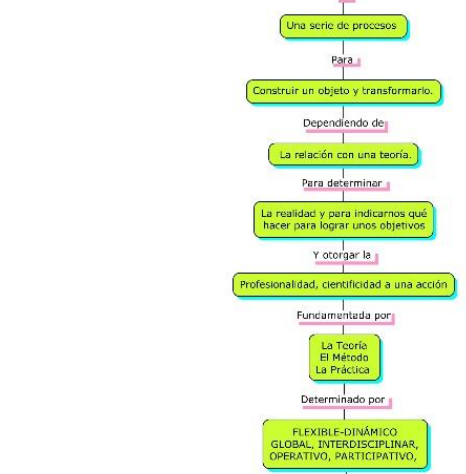 Una serie de procesos
Para
Construir un objeto y transformarlo.
Dependiendo de
La relación con una teoría.
Para determinar
La realidad y para indicarnos qué
hacer para lograr unos objetivos
Y otorgar la
Profesionalidad, cientificidad a una acción
Fundamentada por
La Teoría
El Método
La Práctica
Determinado por
FLEXIBLE-DINÁMICO
GLOBAL, INTERDISCIPLINAR,
OPERATIVO, PARTICIPATIVO,